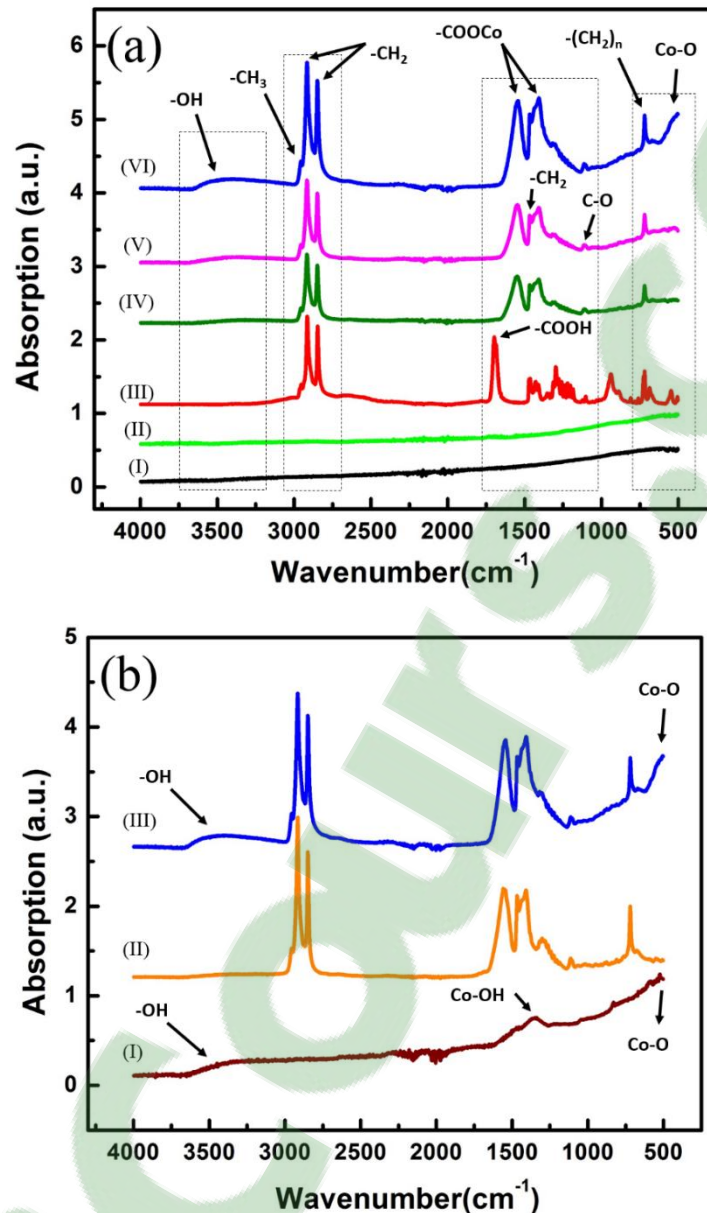 (a)
-OH
-CH₃
-CH₂
-COOCo
-(CH₂)ₙ
Co-O
(VI)
-CH₂
C-O
(V)
(IV)
-COOH
(III)
(II)
(I)
6
5
4
3
2
1
0
Absorption (a.u.)
4000 3500 3000 2500 2000 1500 1000 500
Wavenumber(cm⁻¹)
(b)
Co-O
-OH
(III)
(II)
Co-OH
-OH
(I)
Co-O
5
4
3
2
1
0
Absorption (a.u.)
4000 3500 3000 2500 2000 1500 1000 500
Wavenumber(cm⁻¹)